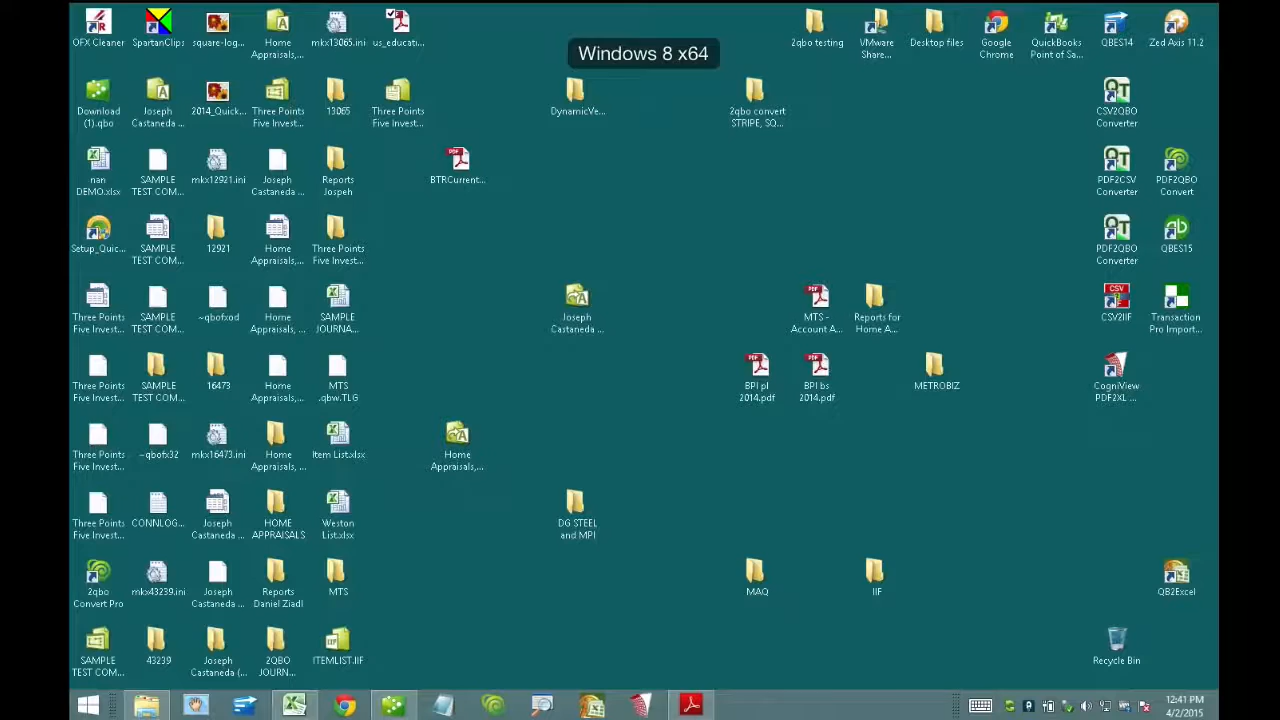 Windows 8 x64
OFX Cleaner
SpartanClips
square-log...
Home
Appraisals,...
mkx13065.ini
us_educati...
2qbo testing
VMware
Share...
Desktop files
Google
Chrome
QuickBooks
Point of Sa...
QBES14
Zed Axis 11.2
Download
(1).qbo
Joseph
Castaneda ...
2014_Quick,...
Three Points
Five Invest...
13065
Three Points
Five Invest...
DynamicVe...
2qbo convert
STRIPE, SQ...
CSV2QBO
Converter
nan
DEMO.xlsx
SAMPLE
TEST COM...
mkx12921.ini
Joseph
Castaneda ...
Reports
Jospeh
BTRCurrent...
PDF2CSV
Converter
PDF2QBO
Convert
Setup_Quic...
SAMPLE
TEST COM...
12921
Home
Appraisals,...
Three Points
Five Invest...
PDF2QBO
Converter
QBES15
Three Points
Five Invest...
SAMPLE
TEST COM...
~qbofxod
Home
Appraisals, ...
SAMPLE
JOURNA...
Joseph
Castaneda ...
MTS -
Account A...
Reports for
Home A...
CSV2IIF
Transaction
Pro Import...
Three Points
Five Invest...
SAMPLE
TEST COM...
16473
Home
Appraisals,...
MTS
.qbw.TLG
BPI pl
2014.pdf
BPI bs
2014.pdf
METROBIZ
CogniView
PDF2XL ...
Three Points
Five Invest...
~qbofx32
mkx16473.ini
Home
Appraisals, ...
Item List.xlsx
Home
Appraisals,...
Three Points
Five Invest...
CONNLOG...
Joseph
Castaneda ...
HOME
APPRAISALS
Weston
List.xlsx
DG STEEL
and MPI
2qbo
Convert Pro
mkx43239.ini
Joseph
Castaneda ...
Reports
Daniel Ziadl
MTS
MAQ
IIF
QB2Excel
SAMPLE
TEST COM...
43239
Joseph
Castaneda (...
2QBO
JOURN...
ITEMLIST.IIF
Recycle Bin
12:41 PM
4/2/2015